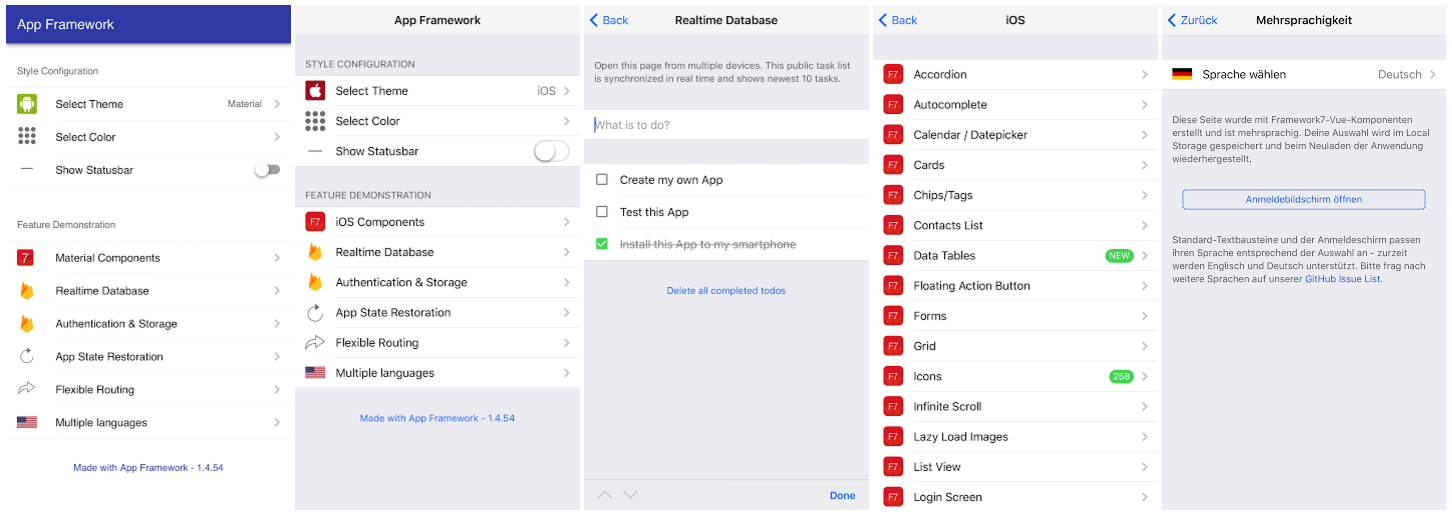 App Framework
Style Configuration
Select Theme Material
Select Color
Show Statusbar
Feature Demonstration
7 Material Components
Realtime Database
Authentication & Storage
App State Restoration
Flexible Routing
Multiple languages
Made with App Framework - 1.4.54
App Framework
STYLE CONFIGURATION
Select Theme iOS
Select Color
Show Statusbar
FEATURE DEMONSTRATION
F7 iOS Components
Realtime Database
Authentication & Storage
App State Restoration
Flexible Routing
Multiple languages
Made with App Framework - 1.4.54
Back Realtime Database
Open this page from multiple devices. This public task list
is synchronized in real time and shows newest 10 tasks.
What is to do?
Create my own App
Test this App
Install this App to my smartphone
Delete all completed todos
Done
Back iOS
F7 Accordion
F7 Autocomplete
F7 Calendar / Datepicker
F7 Cards
F7 Chips/Tags
F7 Contacts List
F7 Data Tables NEW
F7 Floating Action Button
F7 Forms
F7 Grid
F7 Icons 258
F7 Infinite Scroll
F7 Lazy Load Images
F7 List View
F7 Login Screen
Zurück Mehrsprachigkeit
Sprache wählen Deutsch
Diese Seite wurde mit Framework7-Vue-Komponenten
erstellt und ist mehrsprachig. Deine Auswahl wird im Local
Storage gespeichert und beim Neuladen der Anwendung
wiederhergestellt.
Anmeldebildschirm öffnen
Standard-Textbausteine und der Anmeldeschirm passen
ihren Sprache entsprechend der Auswahl an - zurzeit
werden Englisch und Deutsch unterstützt. Bitte frag nach
weitere Sprachen auf unserer GitHub Issue List.